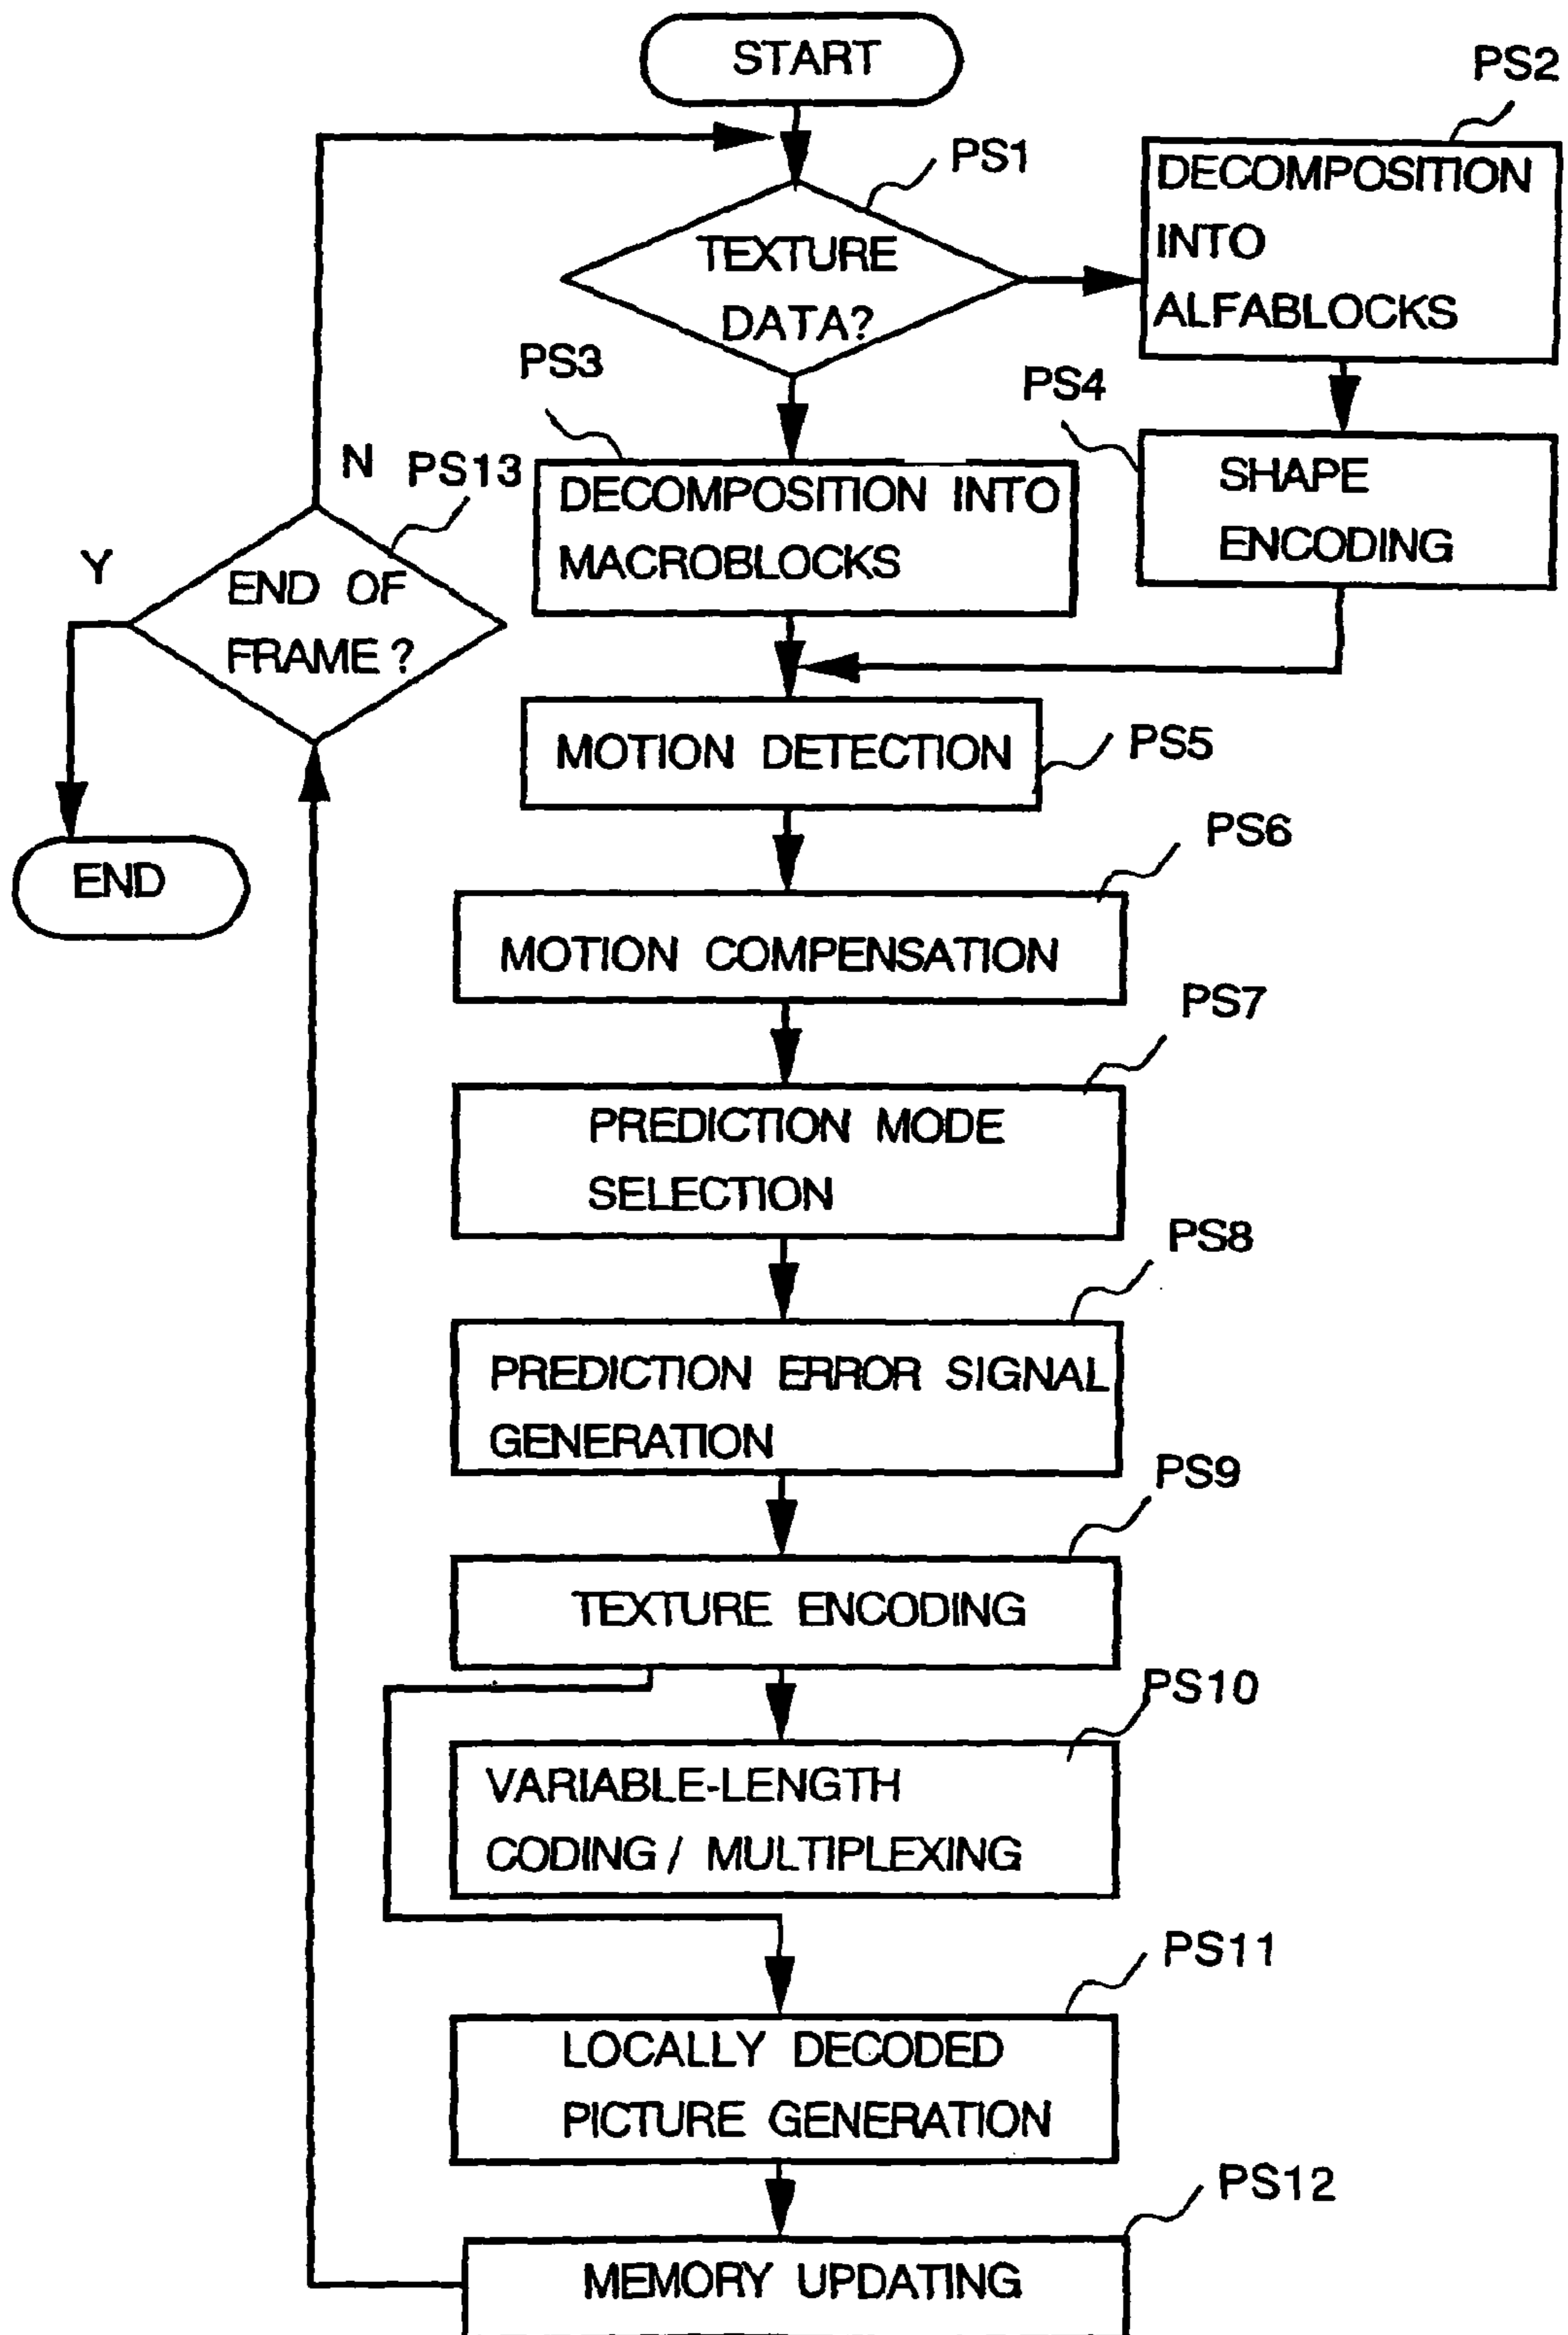 START
PS2
PS1
DECOMPOSITION
INTO
ALFABLOCKS
TEXTURE
DATA?
PS3
PS4
N
PS13
DECOMPOSITION INTO
MACROBLOCKS
SHAPE
ENCODING
Y
END OF
FRAME?
MOTION DETECTION
PS5
END
PS6
MOTION COMPENSATION
PS7
PREDICTION MODE
SELECTION
PS8
PREDICTION ERROR SIGNAL
GENERATION
PS9
TEXTURE ENCODING
PS10
VARIABLE-LENGTH
CODING / MULTIPLEXING
PS11
LOCALLY DECODED
PICTURE GENERATION
PS12
MEMORY UPDATING